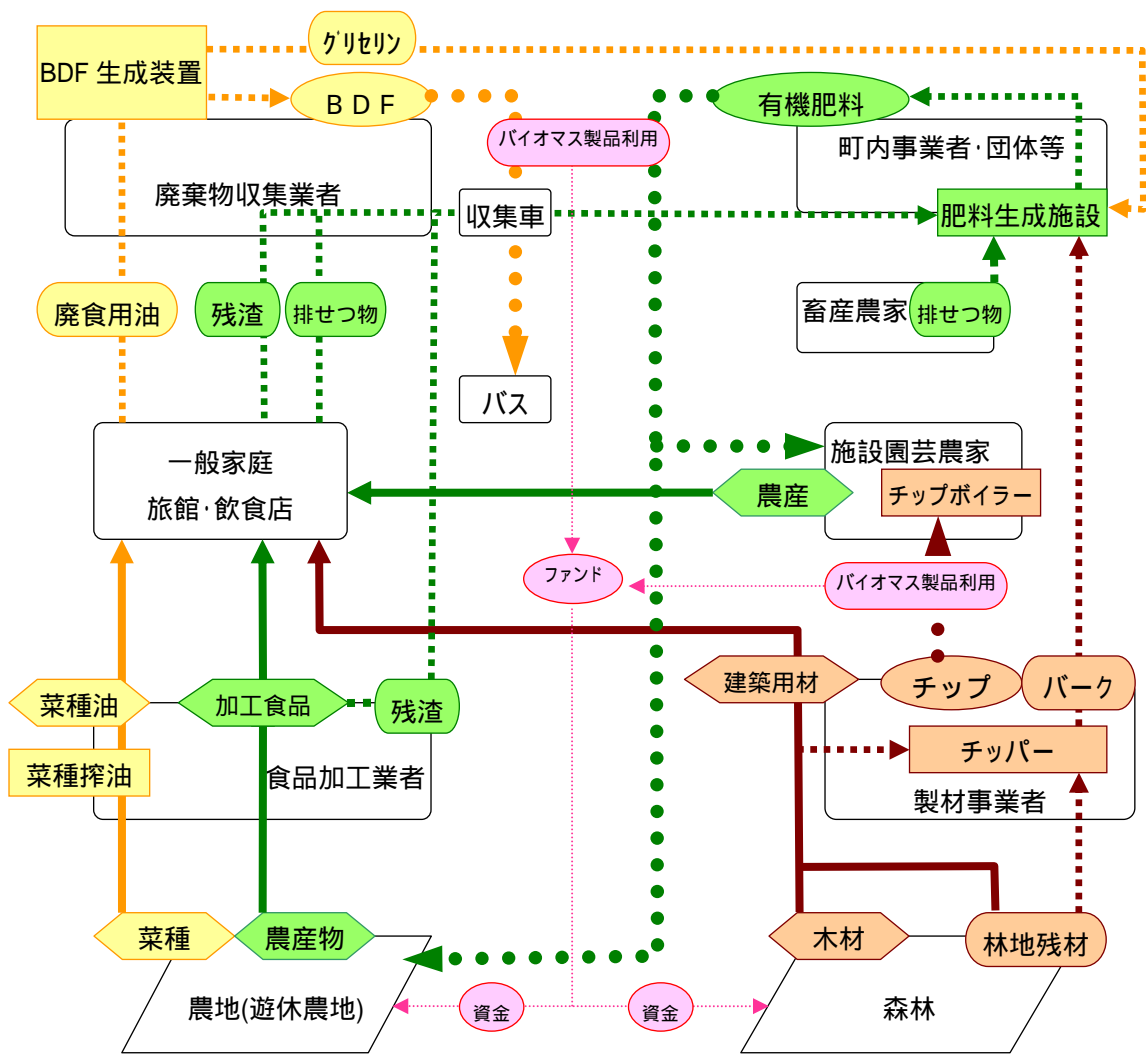 グリセリン
BDF 生成装置
ＢＤＦ
有機肥料
バイオマス製品利用
町内事業者・団体等
廃棄物収集業者
収集車
肥料生成施設
廃食用油
残渣
排せつ物
畜産農家
排せつ物
バス
一般家庭
旅館・飲食店
施設園芸農家
農産
チップボイラー
ファンド
バイオマス製品利用
菜種油
加工食品
残渣
建築用材
チップ
バーク
菜種搾油
食品加工業者
チッパー
製材事業者
菜種
農産物
木材
林地残材
農地(遊休農地)
資金
資金
森林